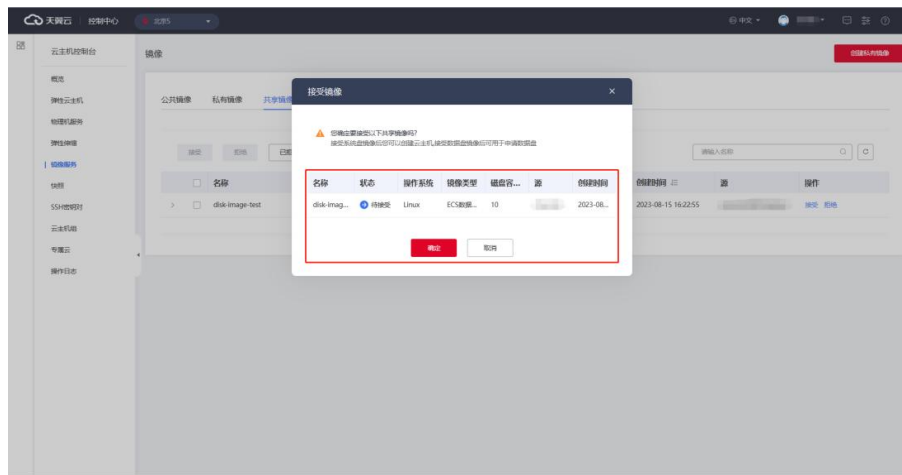 天翼云 控制中心 北京5 中文
云主机控制台
概览
弹性云主机
物理机服务
弹性伸缩
镜像服务
快照
SSH密钥对
云主机组
专属云
操作日志
镜像 创建私有镜像
公共镜像 私有镜像 共享镜像
接受 拒绝 请输入名称
名称 创建时间 源 操作
disk-image-test 2023-08-15 16:22:55 接受 拒绝
接受镜像
您确定要接受以下共享镜像吗?
接受系统盘镜像后您可以创建云主机,接受数据盘镜像后可用于申请数据盘
名称 状态 操作系统 镜像类型 磁盘容... 源 创建时间
disk-imag... 待接受 Linux ECS数据... 10 2023-08...
确定 取消